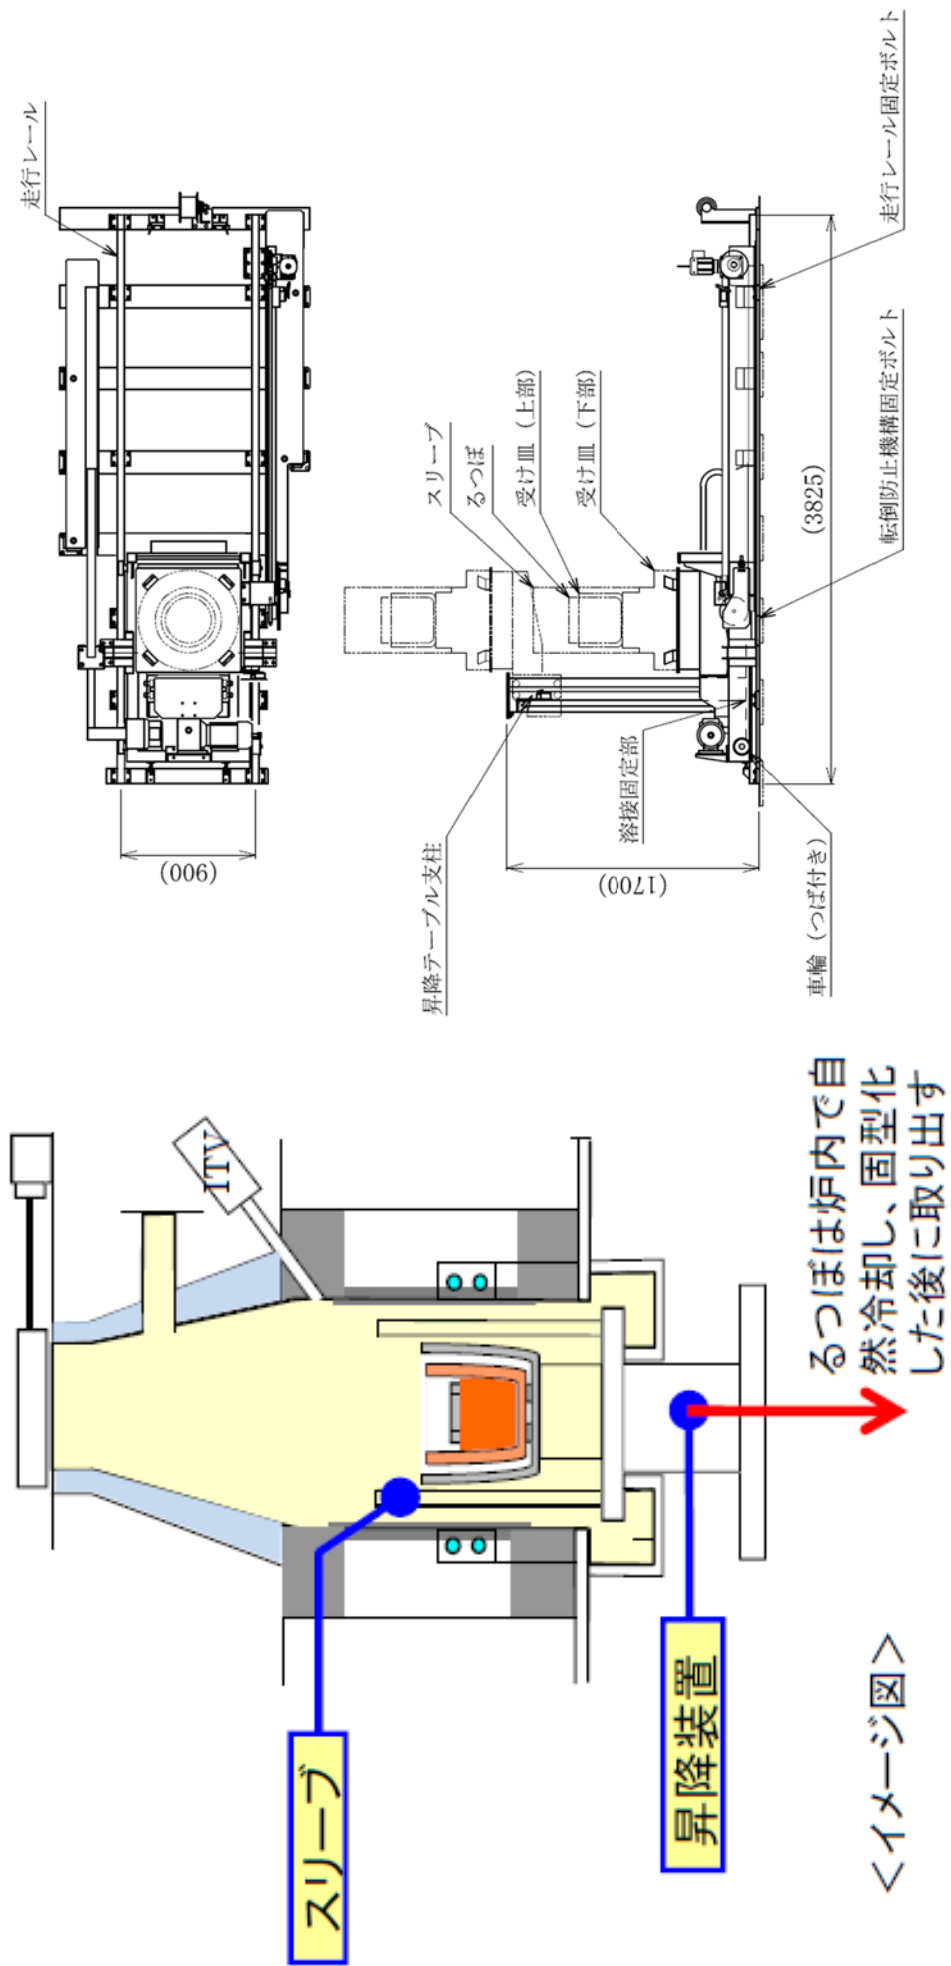 スリーブ
昇降装置
ITV
るつぼは炉内で自
然冷却し、固型化
した後に取り出す
<イメージ図>
走行レール
(900)
昇降テーブル支柱
スリーブ
るつぼ
受け皿(上部)
受け皿(下部)
(1700)
溶接固定部
車輪(つば付き)
(3825)
転倒防止機構固定ボルト
走行レール固定ボルト